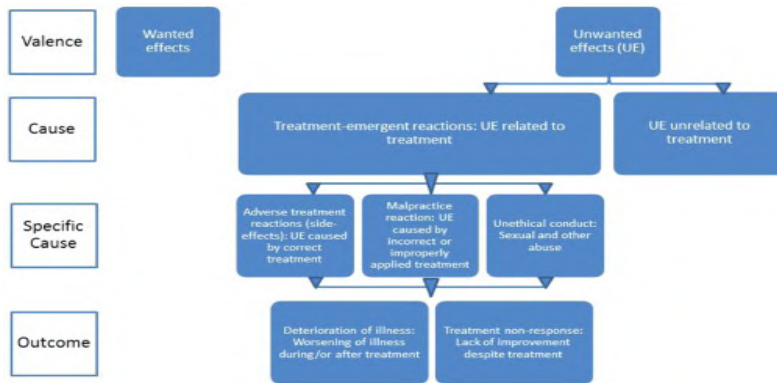 Valence
Wanted
effects
Unwanted
effects (UE)
Cause
Treatment-emergent reactions: UE related to
treatment
UE unrelated to
treatment
Specific
Cause
Adverse treatment
reactions (side-
effects): UE caused
by correct
treatment
Malpractice
reaction: UE
caused by
incorrect or
improperly
applied treatment
Unethical conduct:
Sexual and other
abuse
Outcome
Deterioration of illness:
Worsening of illness
during/or after treatment
Treatment non-response:
Lack of improvement
despite treatment